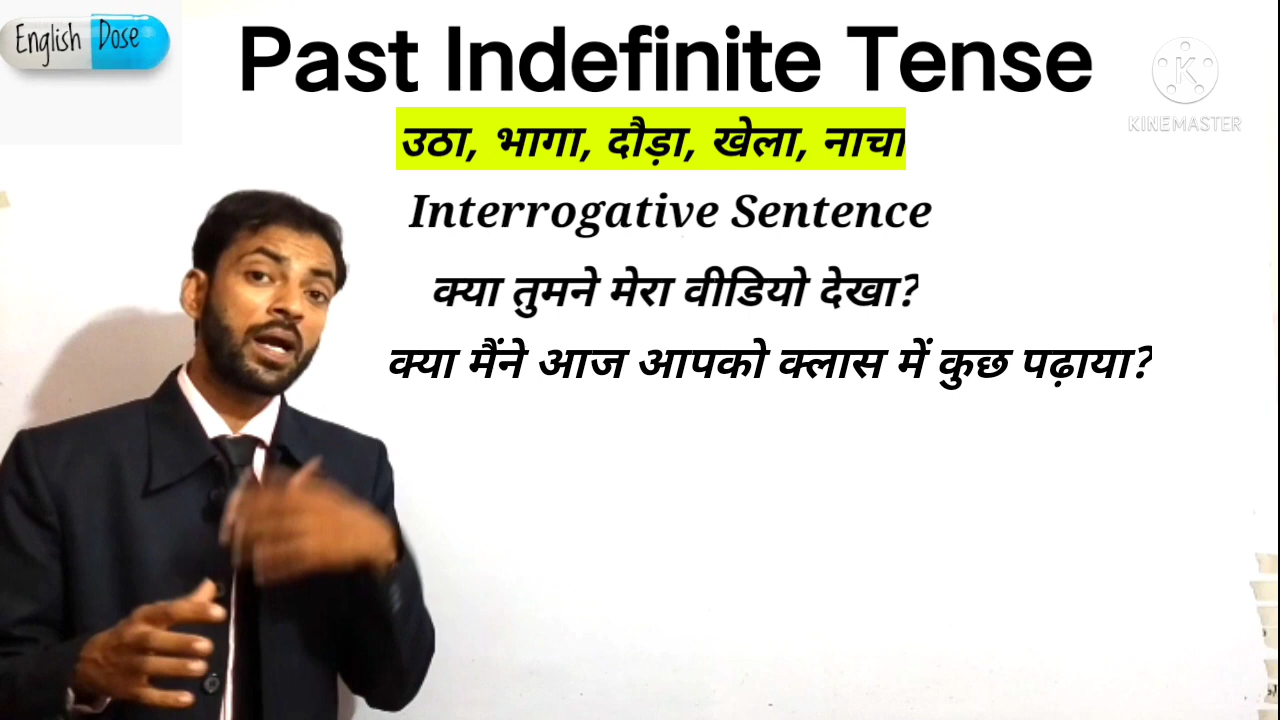 English Dose
Past Indefinite Tense
KINEMASTER
उठा, भागा, दौड़ा, खेला, नाचा
Interrogative Sentence
क्या तुमने मेरा वीडियो देखा?
क्या मैंने आज आपको क्लास में कुछ पढ़ाया?